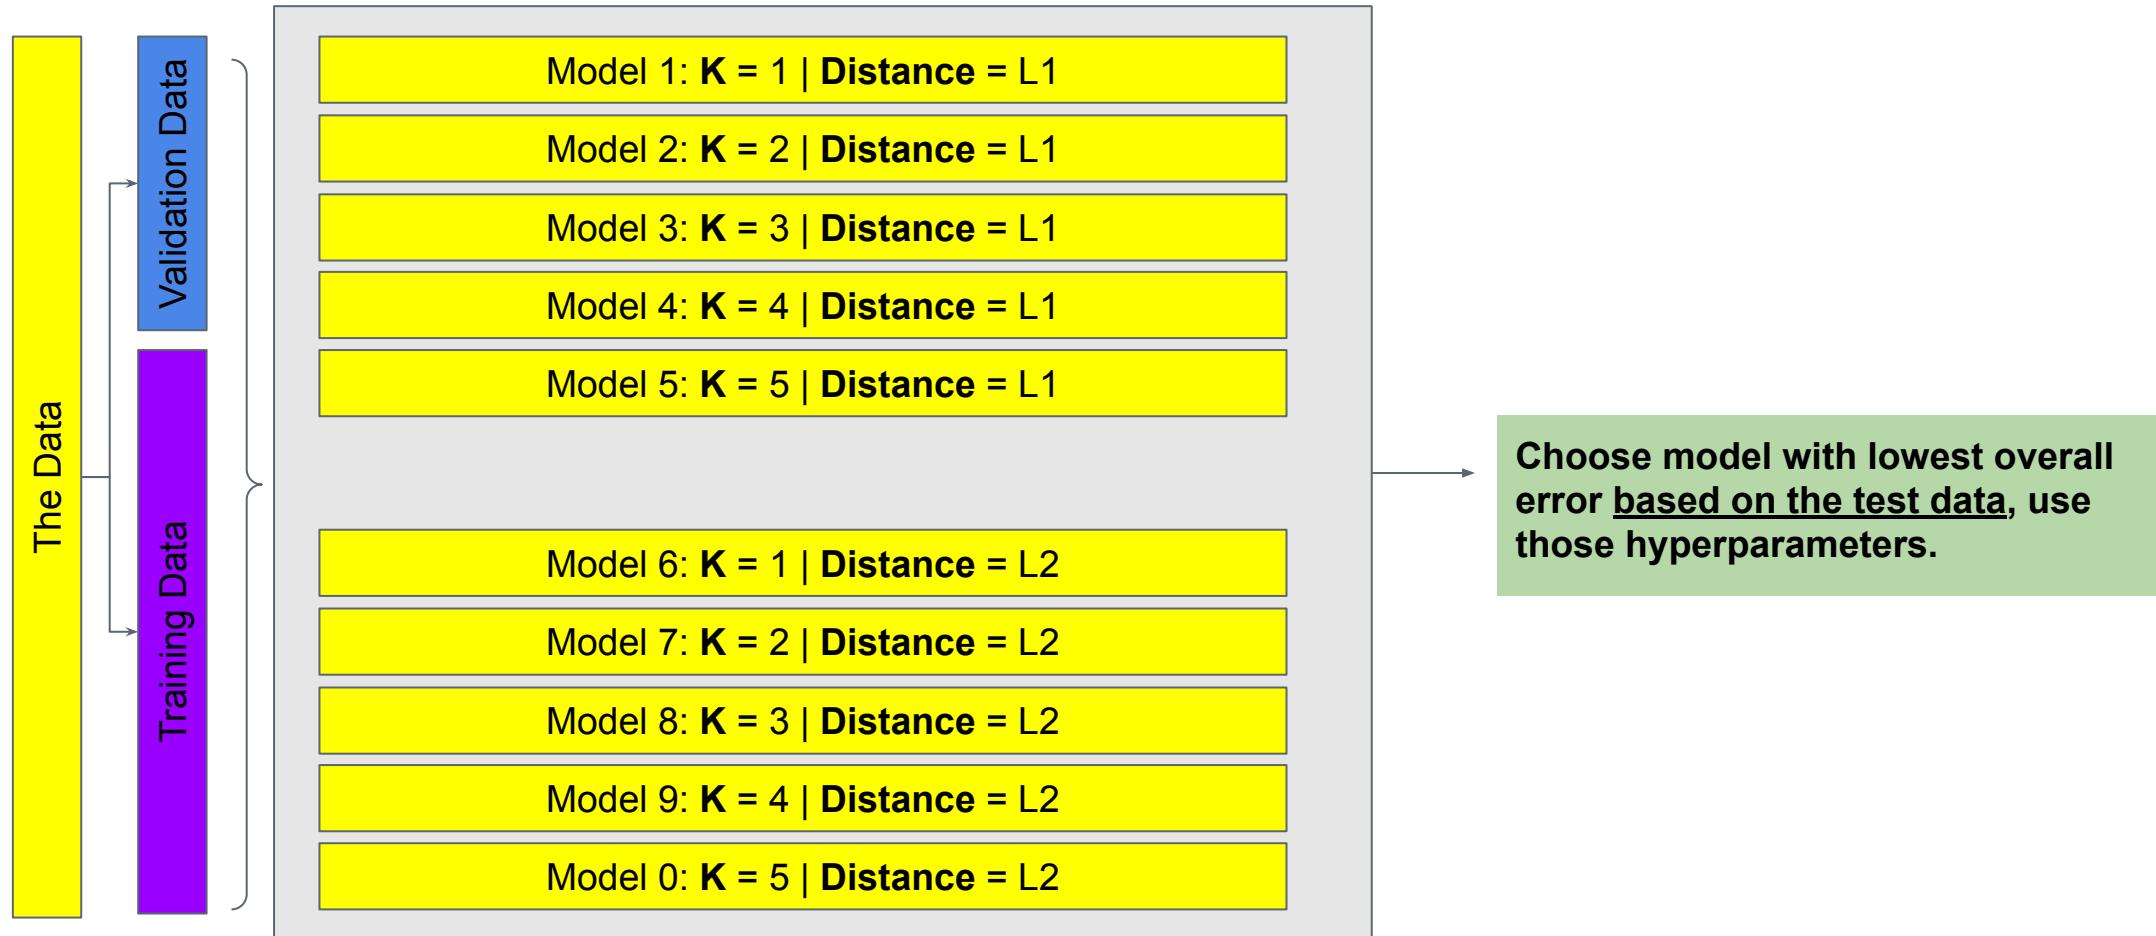 The Data
Validation Data
Training Data
Model 1: K = 1 | Distance = L1
Model 2: K = 2 | Distance = L1
Model 3: K = 3 | Distance = L1
Model 4: K = 4 | Distance = L1
Model 5: K = 5 | Distance = L1
Model 6: K = 1 | Distance = L2
Model 7: K = 2 | Distance = L2
Model 8: K = 3 | Distance = L2
Model 9: K = 4 | Distance = L2
Model 0: K = 5 | Distance = L2
Choose model with lowest overall
error based on the test data, use
those hyperparameters.